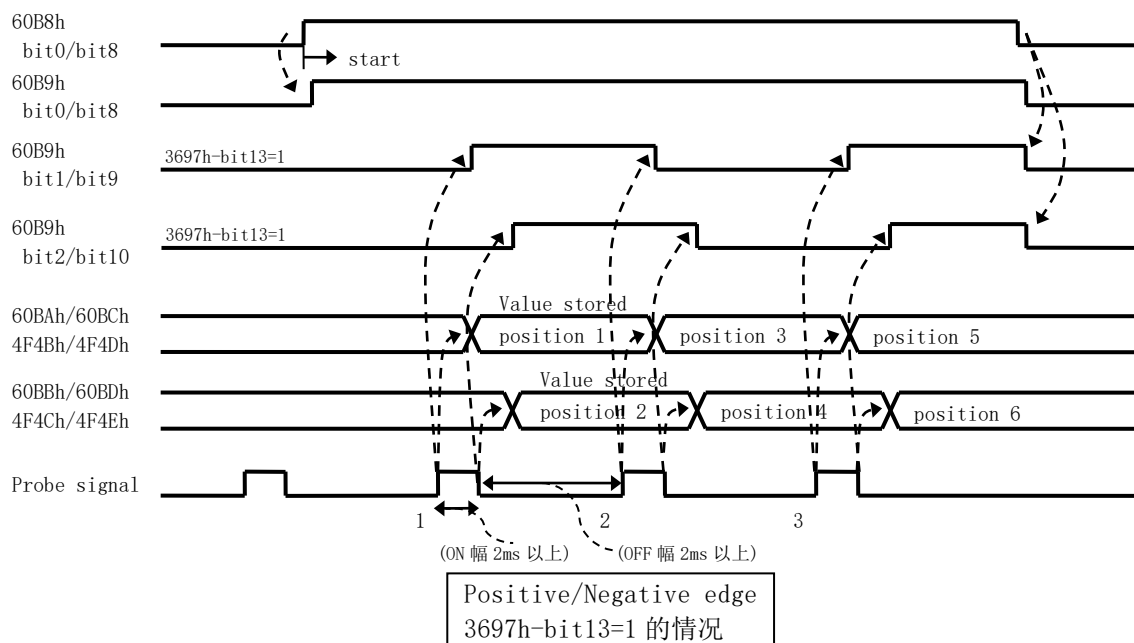 60B8h
bit0/bit8
start
60B9h
bit0/bit8
60B9h
3697h-bit13=1
bit1/bit9
60B9h
3697h-bit13=1
bit2/bit10
Value stored
60BAh/60BCh
position 1 position 3 position 5
4F4Bh/4F4Dh
Value stored
60BBh/60BDh
position 2 position 4 position 6
4F4Ch/4F4Eh
Probe signal
1 2 3
(ON 幅 2ms 以上) (OFF 幅 2ms 以上)
Positive/Negative edge
3697h-bit13=1 的情况